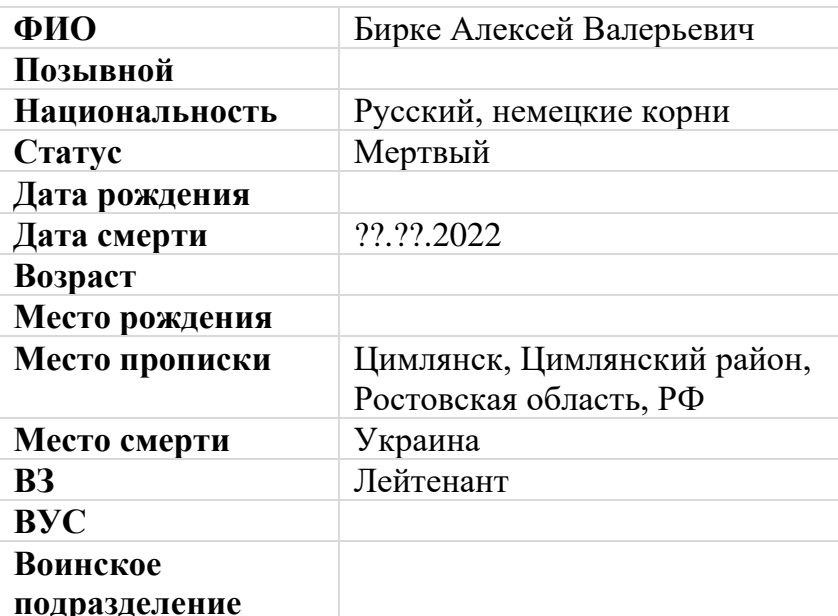 ФИО Бирке Алексей Валерьевич
Позывной
Национальность Русский, немецкие корни
Статус Мертвый
Дата рождения
Дата смерти ??.??.2022
Возраст
Место рождения
Место прописки Цимлянск, Цимлянский район,
Ростовская область, РФ
Место смерти Украина
ВЗ Лейтенант
ВУС
Воинское
подразделение